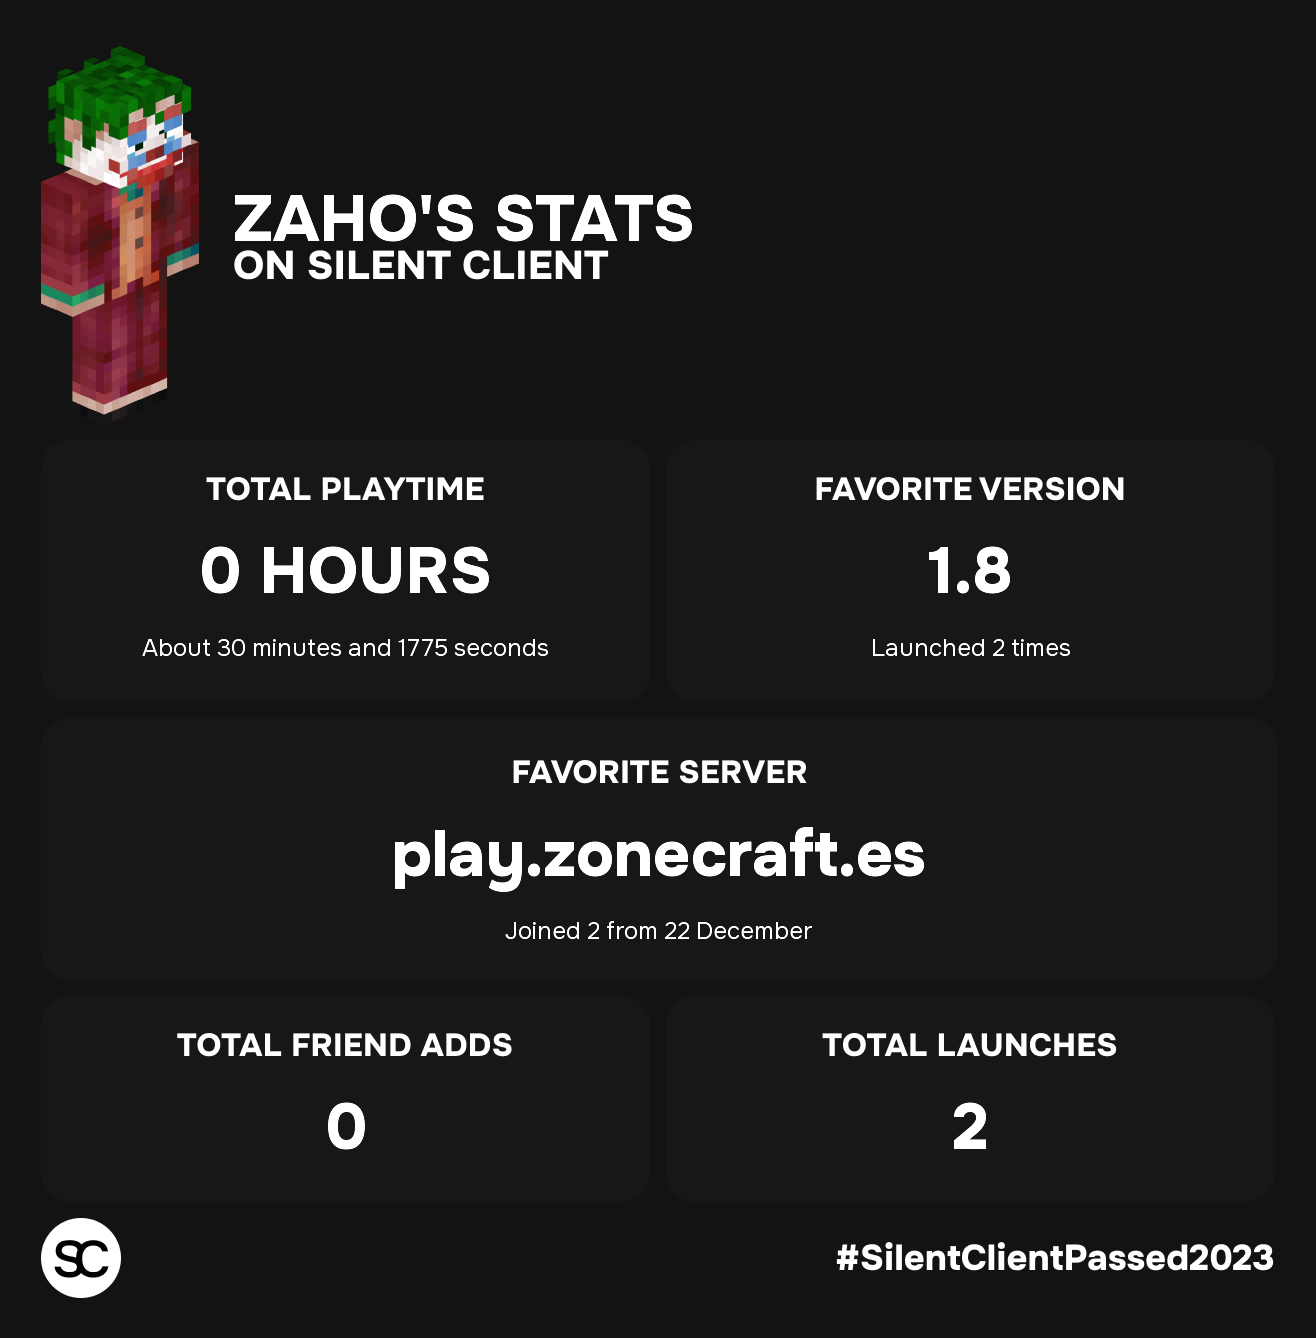 ZAHO'S STATS
ON SILENT CLIENT
TOTAL PLAYTIME
0 HOURS
About 30 minutes and 1775 seconds
FAVORITE VERSION
1.8
Launched 2 times
FAVORITE SERVER
play.zonecraft.es
Joined 2 from 22 December
TOTAL FRIEND ADDS
0
TOTAL LAUNCHES
2
SC
#SilentClientPassed2023